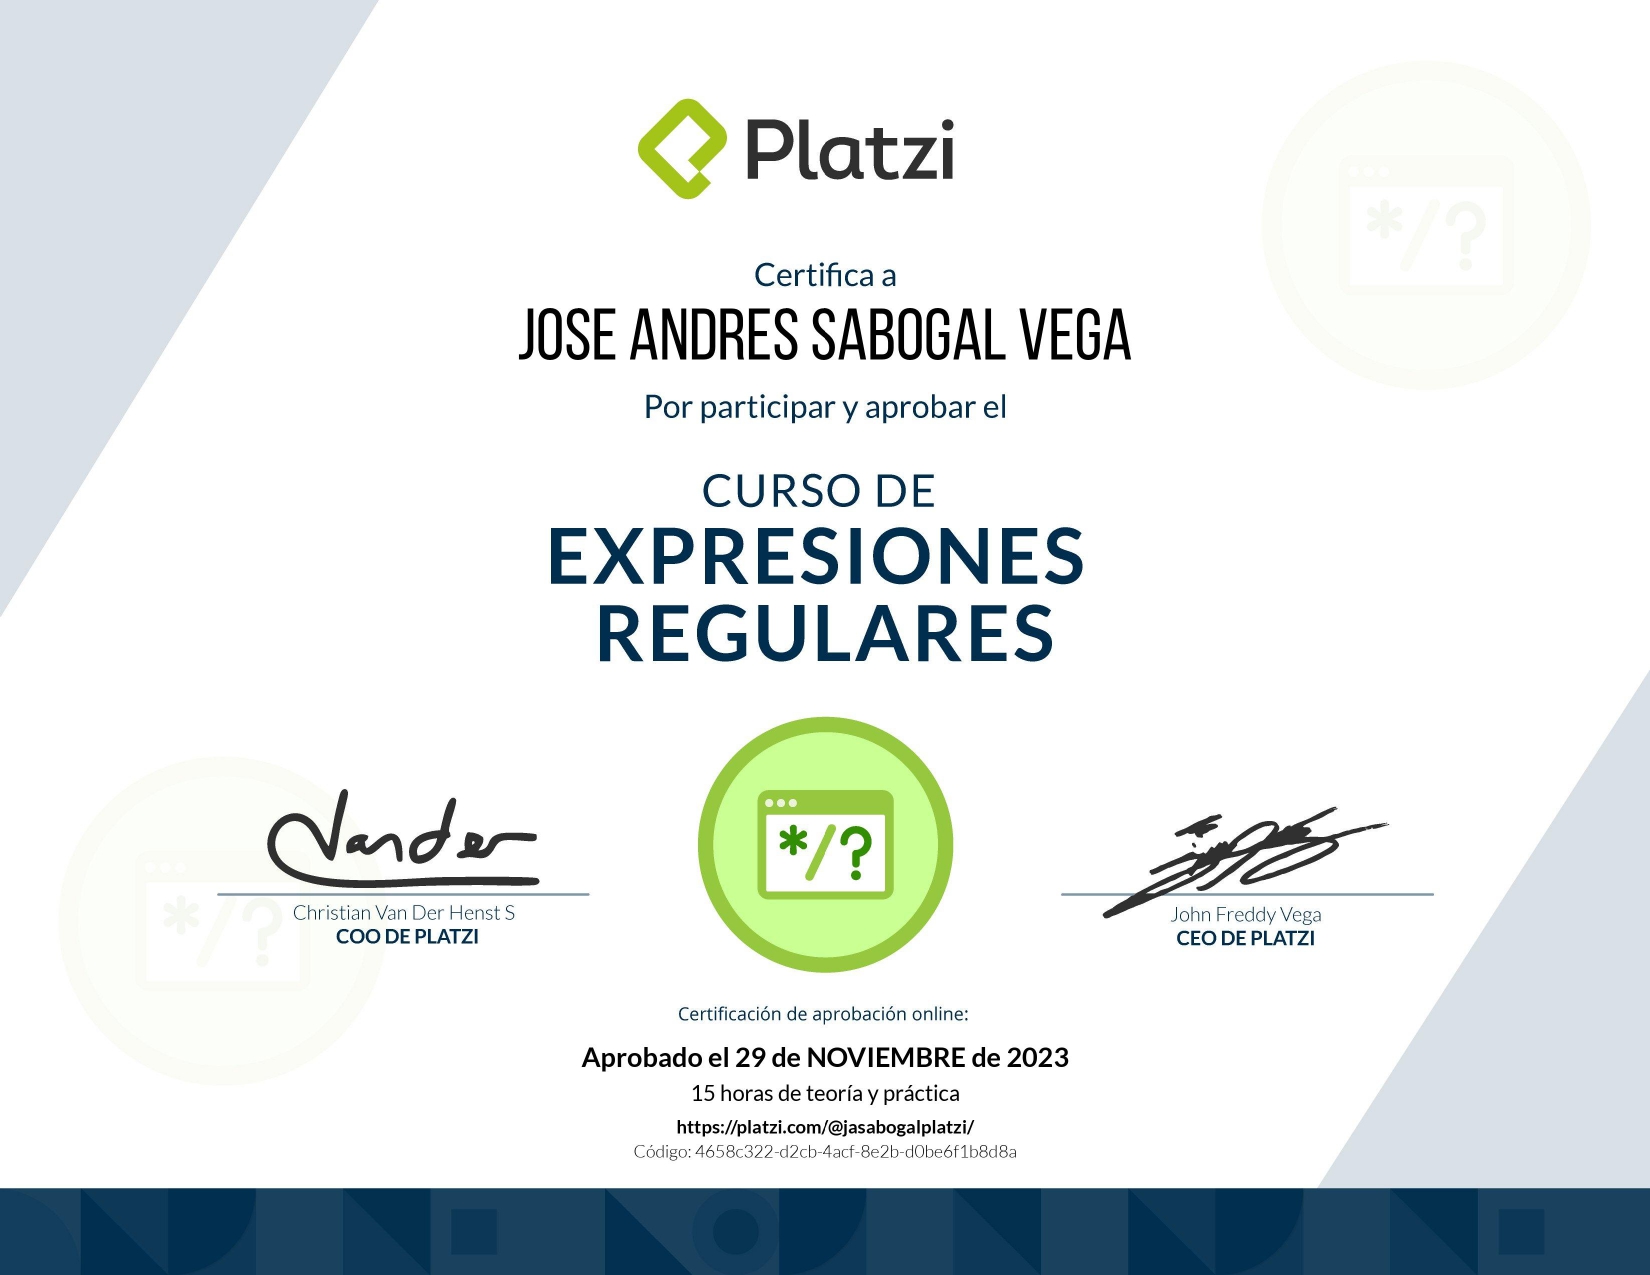 Platzi
Certifica a
JOSE ANDRES SABOGAL VEGA
Por participar y aprobar el
CURSO DE
EXPRESIONES
REGULARES
*/?
*/?
Vander
*/?
Christian Van Der Henst S
COO DE PLATZI
John Freddy Vega
CEO DE PLATZI
Certificación de aprobación online:
Aprobado el 29 de NOVIEMBRE de 2023
15 horas de teoría y práctica
https://platzi.com/@jasabogalplatzi/
Código: 4658c322-d2cb-4acf-8e2b-d0be6f1b8d8a